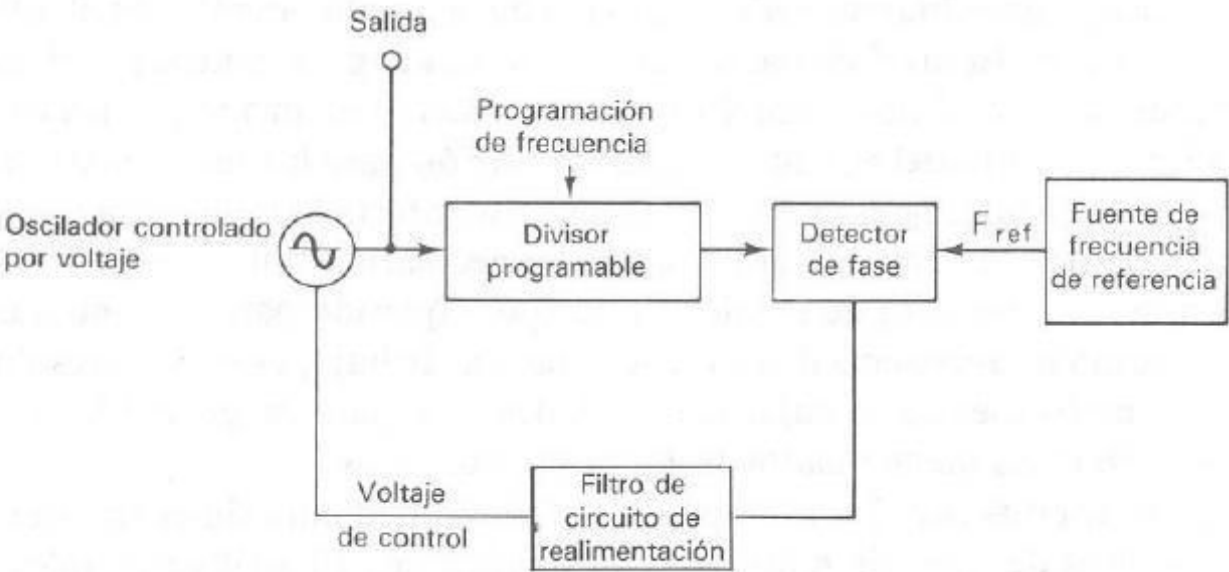 Salida
Programación
de frecuencia
Oscilador controlado
por voltaje
Divisor
programable
Detector
de fase
F ref
Fuente de
frecuencia
de referencia
Voltaje
de control
Filtro de
circuito de
realimentación